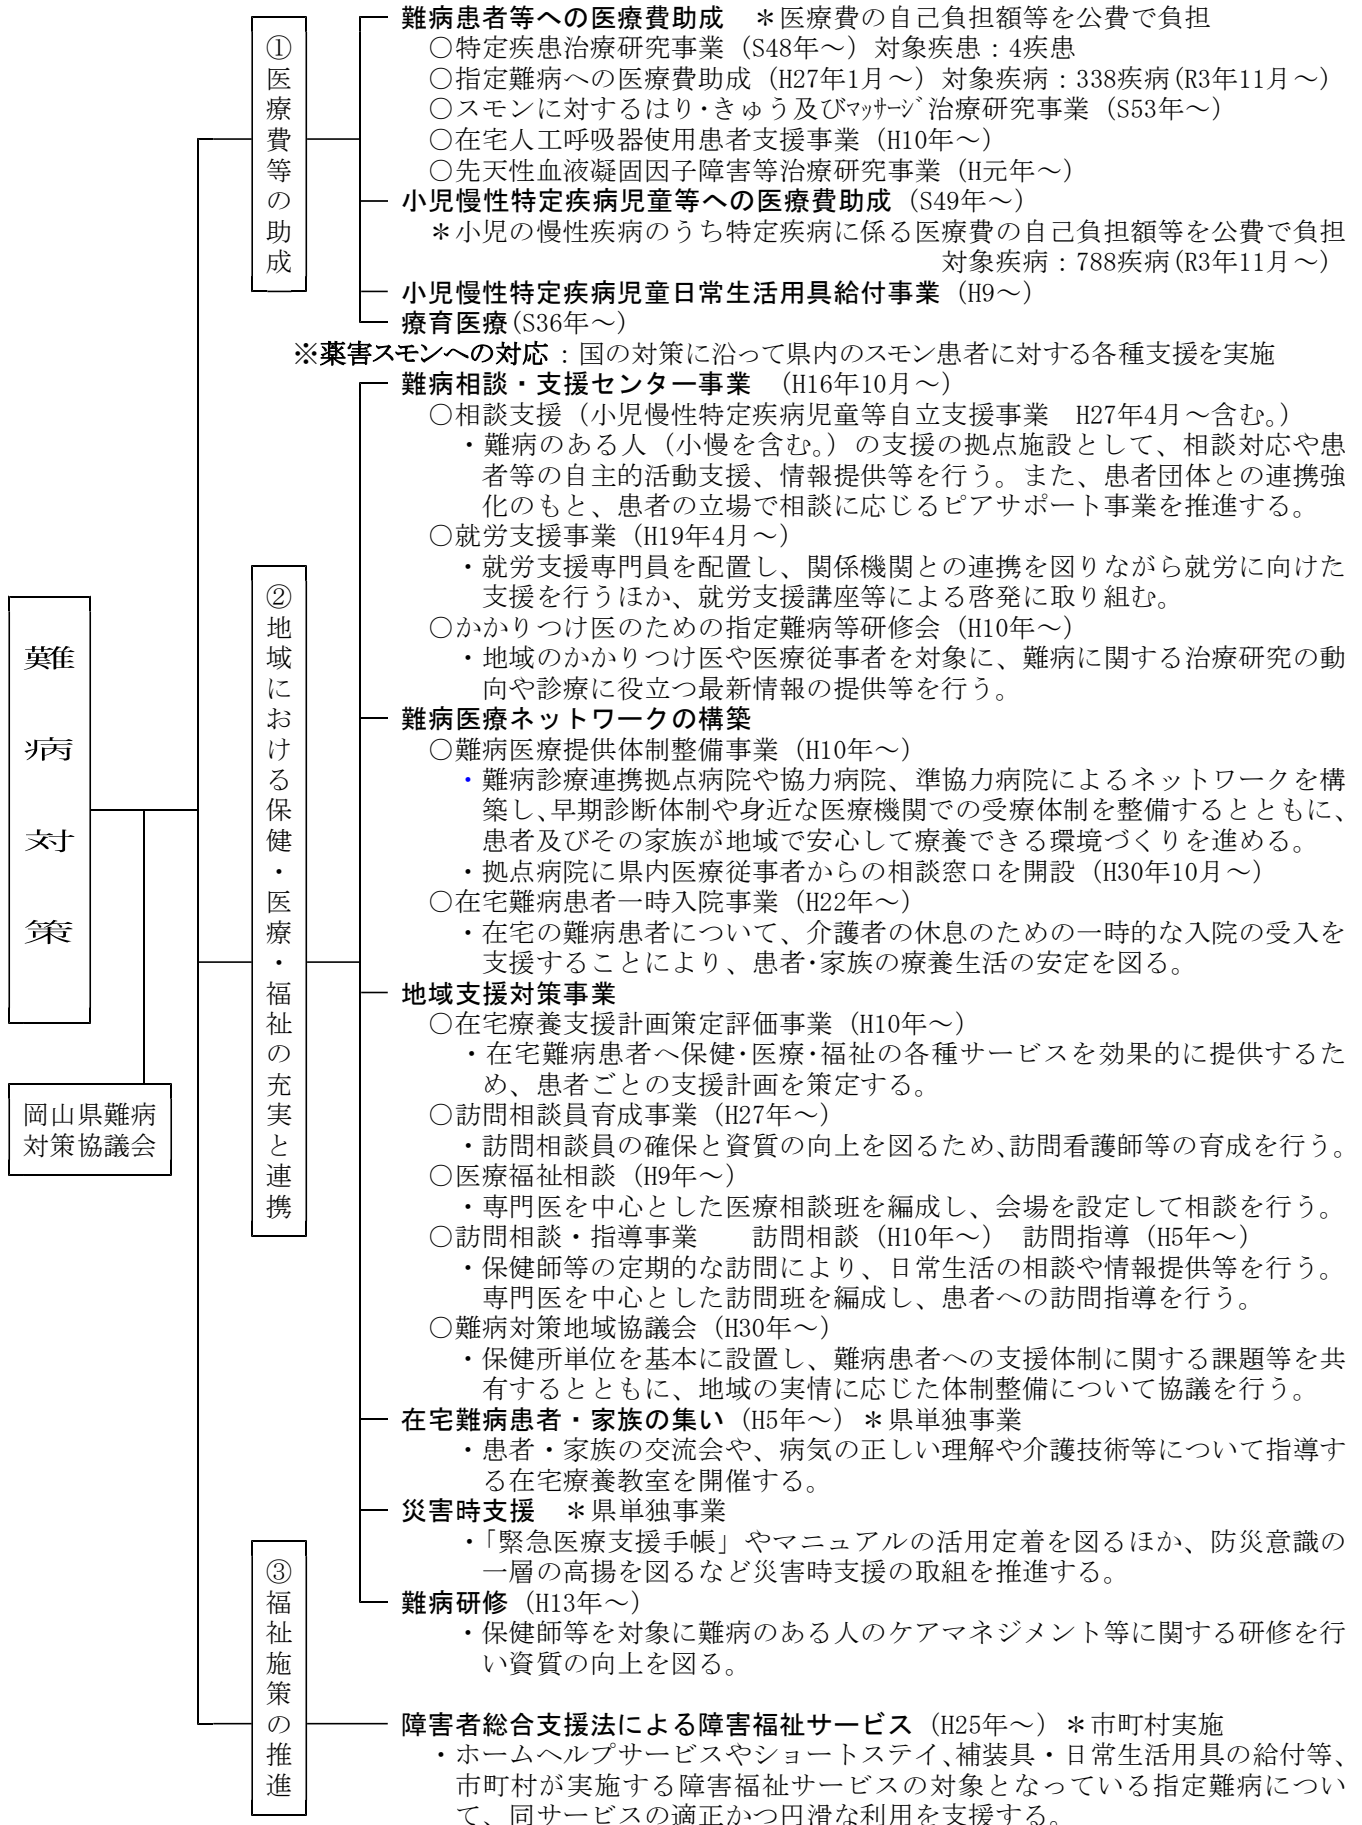 難病対策
岡山県難病
対策協議会
①医療費等の助成
難病患者等への医療費助成　＊医療費の自己負担額等を公費で負担
○特定疾患治療研究事業（S48年～）対象疾患：4疾患
○指定難病への医療費助成（H27年1月～）対象疾病：338疾病(R3年11月～）
○スモンに対するはり・きゅう及びﾏｯｻｰｼﾞ治療研究事業（S53年～）
○在宅人工呼吸器使用患者支援事業（H10年～）
○先天性血液凝固因子障害等治療研究事業（H元年～）
小児慢性特定疾病児童等への医療費助成（S49年～）
＊小児の慢性疾病のうち特定疾病に係る医療費の自己負担額等を公費で負担
対象疾病：788疾病(R3年11月～）
小児慢性特定疾病児童日常生活用具給付事業（H9～）
療育医療(S36年～）
※薬害スモンへの対応：国の対策に沿って県内のスモン患者に対する各種支援を実施
②地域における保健・医療・福祉の充実と連携
難病相談・支援センター事業　（H16年10月～）
○相談支援（小児慢性特定疾病児童等自立支援事業　H27年4月～含む。）
・難病のある人（小慢を含む。）の支援の拠点施設として、相談対応や患
者等の自主的活動支援、情報提供等を行う。また、患者団体との連携強
化のもと、患者の立場で相談に応じるピアサポート事業を推進する。
○就労支援事業（H19年4月～）
・就労支援専門員を配置し、関係機関との連携を図りながら就労に向けた
支援を行うほか、就労支援講座等による啓発に取り組む。
○かかりつけ医のための指定難病等研修会（H10年～）
・地域のかかりつけ医や医療従事者を対象に、難病に関する治療研究の動
向や診療に役立つ最新情報の提供等を行う。
難病医療ネットワークの構築
○難病医療提供体制整備事業（H10年～）
・難病診療連携拠点病院や協力病院、準協力病院によるネットワークを構
築し、早期診断体制や身近な医療機関での受療体制を整備するとともに、
患者及びその家族が地域で安心して療養できる環境づくりを進める。
・拠点病院に県内医療従事者からの相談窓口を開設（H30年10月～）
○在宅難病患者一時入院事業（H22年～）
・在宅の難病患者について、介護者の休息のための一時的な入院の受入を
支援することにより、患者・家族の療養生活の安定を図る。
地域支援対策事業
○在宅療養支援計画策定評価事業（H10年～）
・在宅難病患者へ保健・医療・福祉の各種サービスを効果的に提供するた
め、患者ごとの支援計画を策定する。
○訪問相談員育成事業（H27年～）
・訪問相談員の確保と資質の向上を図るため、訪問看護師等の育成を行う。
○医療福祉相談（H9年～）
・専門医を中心とした医療相談班を編成し、会場を設定して相談を行う。
○訪問相談・指導事業　　訪問相談（H10年～）　訪問指導（H5年～）
・保健師等の定期的な訪問により、日常生活の相談や情報提供等を行う。
専門医を中心とした訪問班を編成し、患者への訪問指導を行う。
○難病対策地域協議会（H30年～）
・保健所単位を基本に設置し、難病患者への支援体制に関する課題等を共
有するとともに、地域の実情に応じた体制整備について協議を行う。
在宅難病患者・家族の集い（H5年～）＊県単独事業
・患者・家族の交流会や、病気の正しい理解や介護技術等について指導す
る在宅療養教室を開催する。
災害時支援　＊県単独事業
・「緊急医療支援手帳」やマニュアルの活用定着を図るほか、防災意識の
一層の高揚を図るなど災害時支援の取組を推進する。
難病研修（H13年～）
・保健師等を対象に難病のある人のケアマネジメント等に関する研修を行
い資質の向上を図る。
③福祉施策の推進
障害者総合支援法による障害福祉サービス（H25年～）＊市町村実施
・ホームヘルプサービスやショートステイ、補装具・日常生活用具の給付等、
市町村が実施する障害福祉サービスの対象となっている指定難病につい
て、同サービスの適正かつ円滑な利用を支援する。